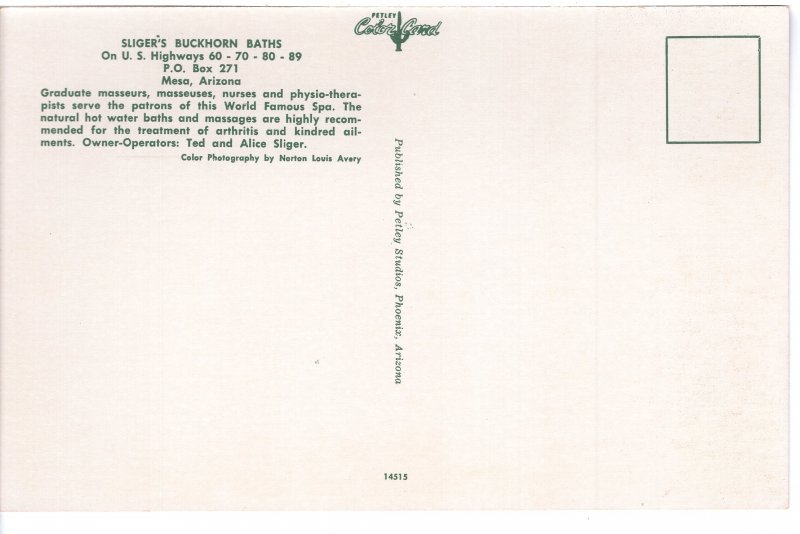 PETLEY
Color Card
SLIGER'S BUCKHORN BATHS
On U. S. Highways 60 - 70 - 80 - 89
P.O. Box 271
Mesa, Arizona
Graduate masseurs, masseuses, nurses and physio-thera-
pists serve the patrons of this World Famous Spa. The
natural hot water baths and massages are highly recom-
mended for the treatment of arthritis and kindred ail-
ments. Owner-Operators: Ted and Alice Sliger.
Color Photography by Norton Louis Avery
Published by Petley Studios, Phoenix, Arizona
14515